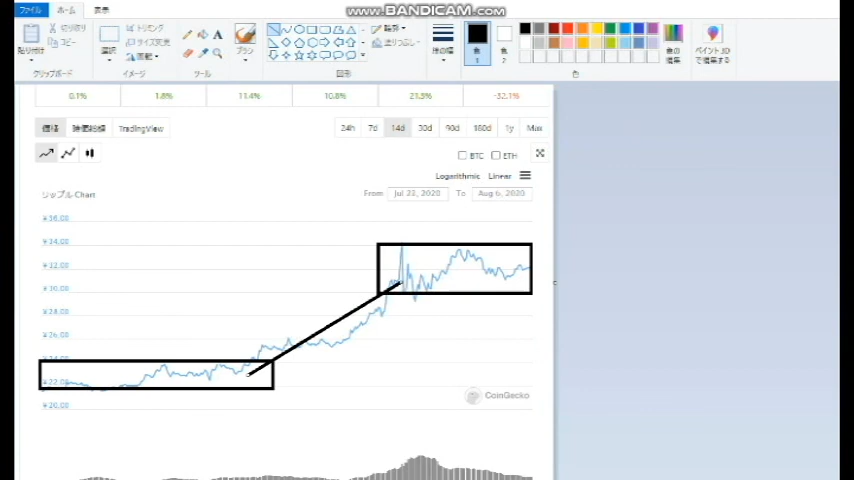 www.BANDICAM.com
ファイル ホーム 表示
貼り付け
切り取り
コピー
選択
トリミング
サイズ変更
回転
ブラシ
輪郭
塗りつぶし
線の幅
色
1
色
2
色の
編集
ペイント 3D
で編集する
クリップボード イメージ ツール 図形 色
0.1% 1.8% 11.4% 10.8% 21.5% -32.1%
価格 時価総額 TradingView 24h 7d 14d 30d 90d 180d 1y Max
BTC ETH
Logarithmic Linear
リップル Chart From Jul 22, 2020 To Aug 6, 2020
¥36.00
¥34.00
¥32.00
¥30.00
¥28.00
¥26.00
¥24.00
¥22.00
¥20.00
CoinGecko